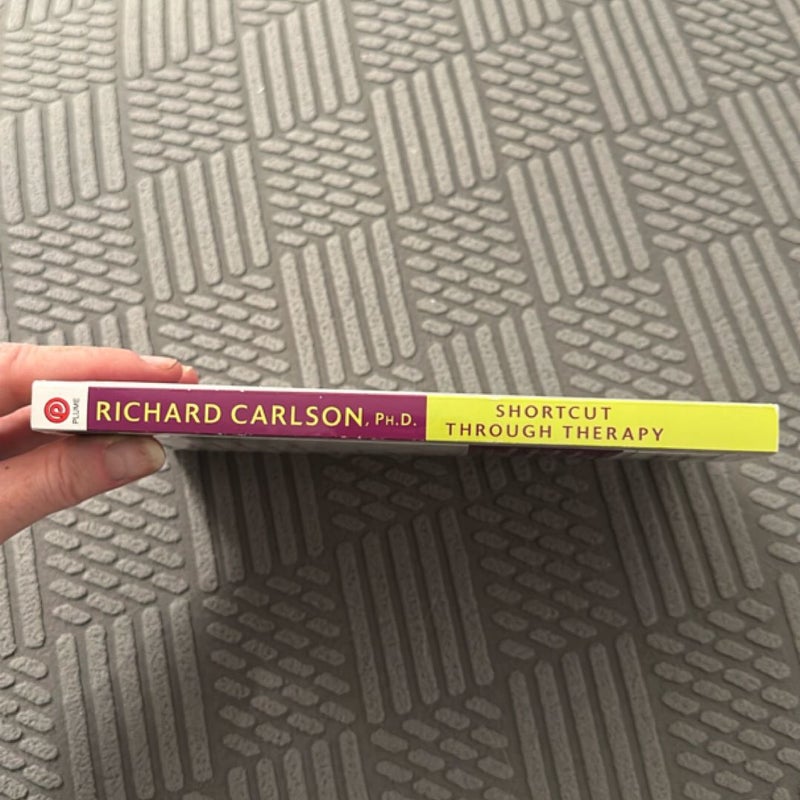 PLUME
RICHARD CARLSON, PH.D.
SHORTCUT
THROUGH THERAPY